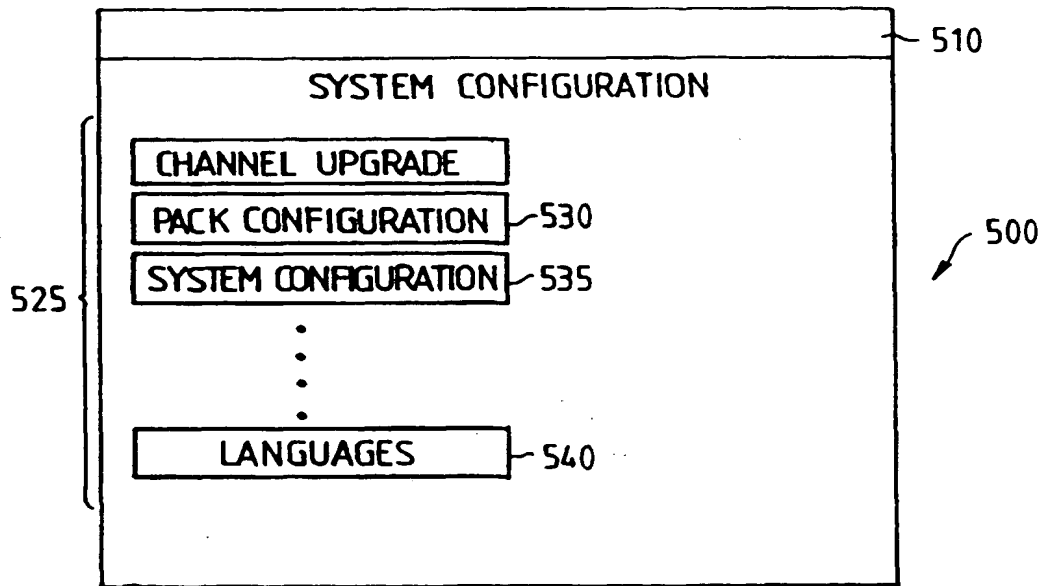 510
SYSTEM CONFIGURATION
CHANNEL UPGRADE
PACK CONFIGURATION 530
500
SYSTEM CONFIGURATION 535
525
LANGUAGES 540